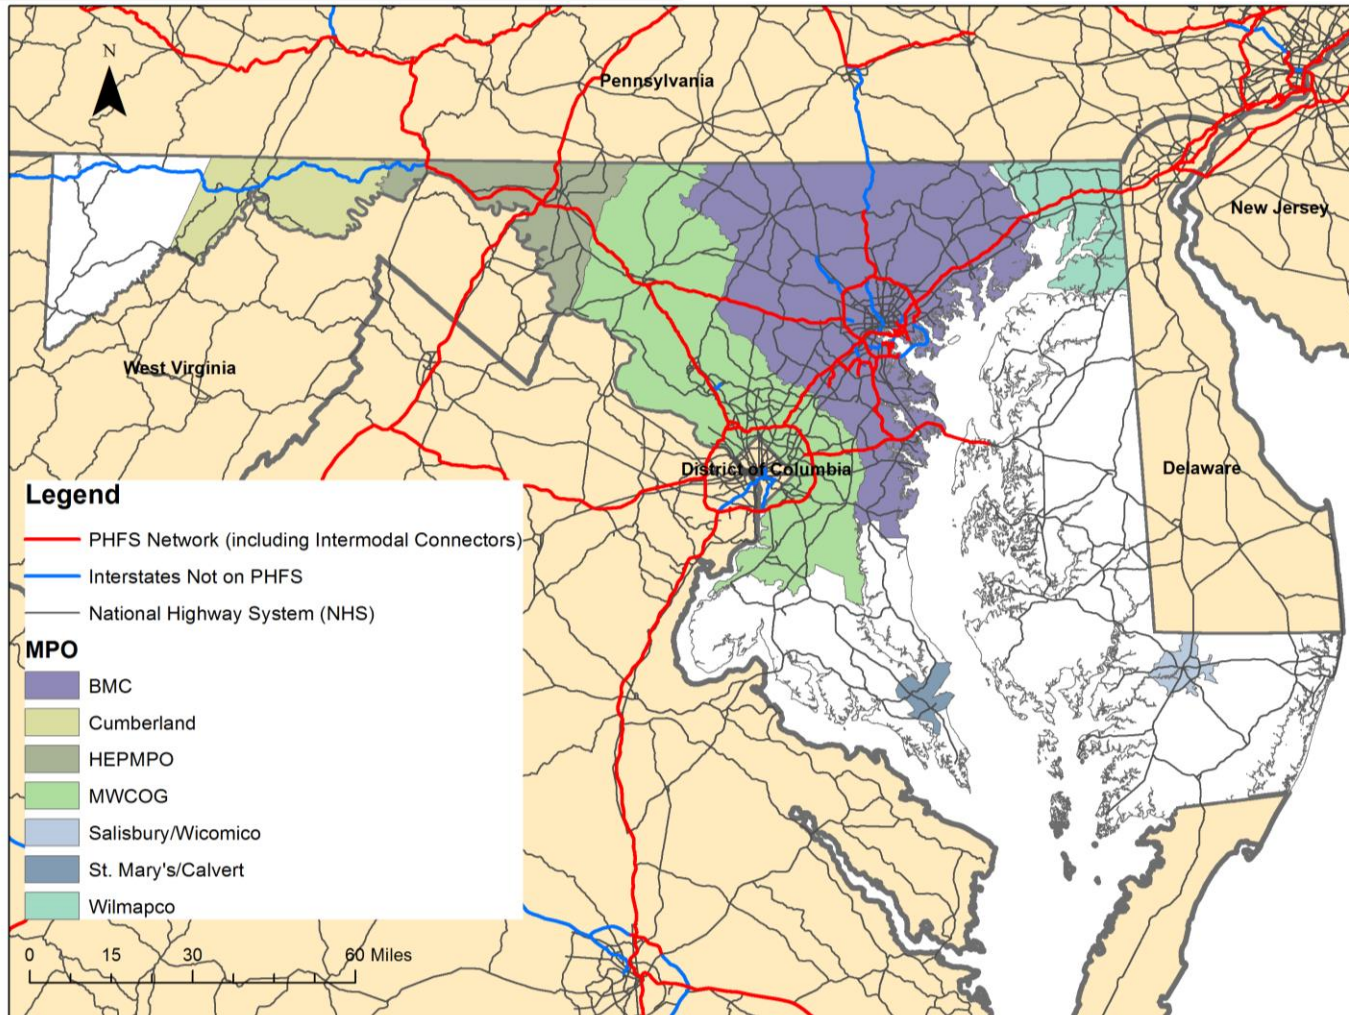 N
Pennsylvania
New Jersey
West Virginia
District of Columbia
Delaware
Legend
PHFS Network (including Intermodal Connectors)
Interstates Not on PHFS
National Highway System (NHS)
MPO
BMC
Cumberland
HEPMPO
MWCOG
Salisbury/Wicomico
St. Mary's/Calvert
Wilmapco
0 15 30 60 Miles